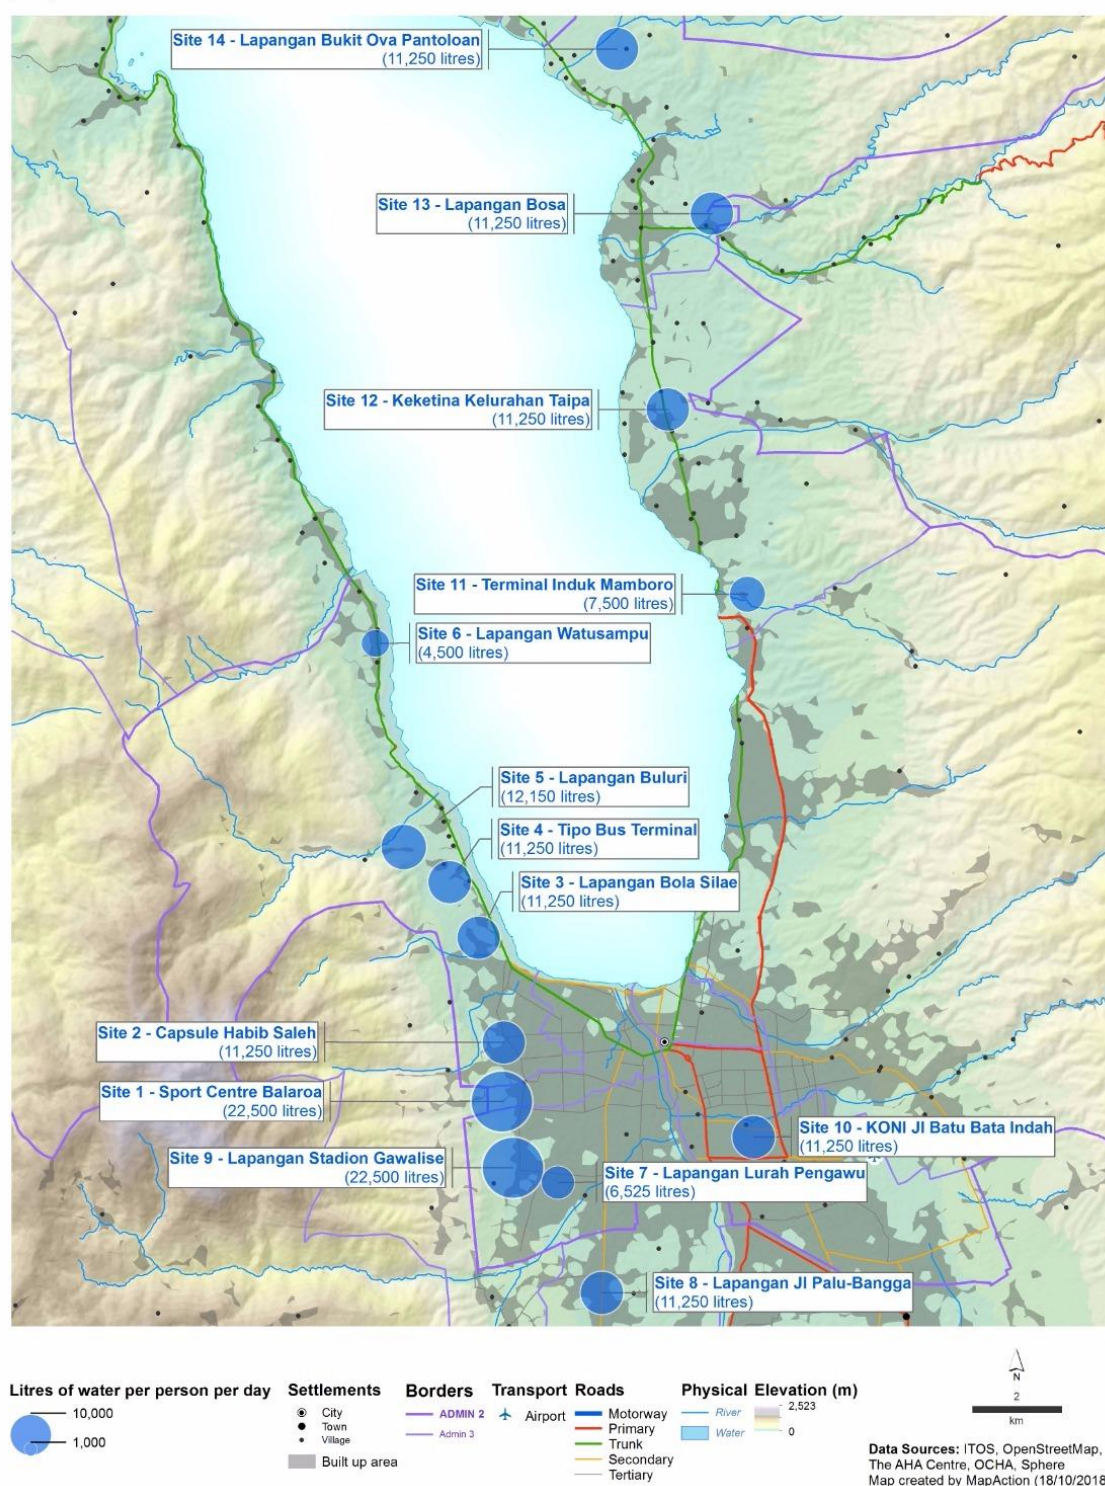 Site 14 - Lapangan Bukit Ova Pantoloan
(11,250 litres)
Site 13 - Lapangan Bosa
(11,250 litres)
Site 12 - Keketina Kelurahan Taipa
(11,250 litres)
Site 11 - Terminal Induk Mamboro
(7,500 litres)
Site 6 - Lapangan Watusampu
(4,500 litres)
Site 5 - Lapangan Buluri
(12,150 litres)
Site 4 - Tipo Bus Terminal
(11,250 litres)
Site 3 - Lapangan Bola Silae
(11,250 litres)
Site 2 - Capsule Habib Saleh
(11,250 litres)
Site 1 - Sport Centre Balaroa
(22,500 litres)
Site 10 - KONI Jl Batu Bata Indah
(11,250 litres)
Site 9 - Lapangan Stadion Gawalise
(22,500 litres)
Site 7 - Lapangan Lurah Pengawu
(6,525 litres)
Site 8 - Lapangan Jl Palu-Bangga
(11,250 litres)
Litres of water per person per day
10,000
1,000
Settlements
City
Town
Village
Built up area
Borders
ADMIN 2
Admin 3
Transport
Airport
Roads
Motorway
Primary
Trunk
Secondary
Tertiary
Physical
River
Water
Elevation (m)
2,523
0
N
2
km
Data Sources: ITOS, OpenStreetMap,
The AHA Centre, OCHA, Sphere
Map created by MapAction (18/10/2018